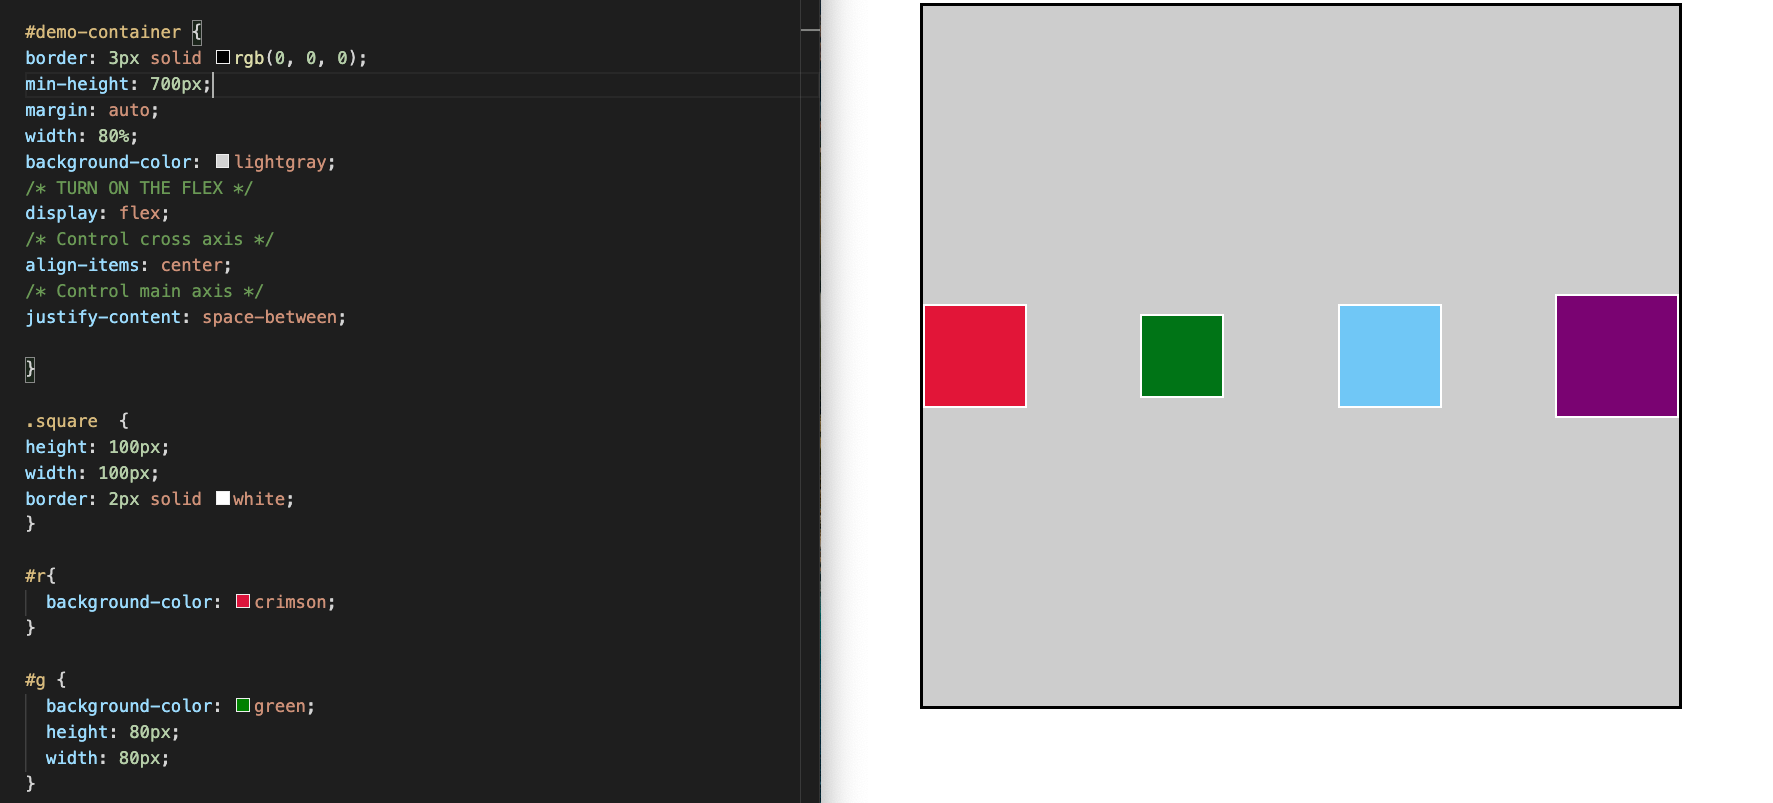 #demo-container {
border: 3px solid rgb(0, 0, 0);
min-height: 700px;
margin: auto;
width: 80%;
background-color: lightgray;
/* TURN ON THE FLEX */
display: flex;
/* Control cross axis */
align-items: center;
/* Control main axis */
justify-content: space-between;
}
.square  {
height: 100px;
width: 100px;
border: 2px solid white;
}
#r{
background-color: crimson;
}
#g {
background-color: green;
height: 80px;
width: 80px;
}